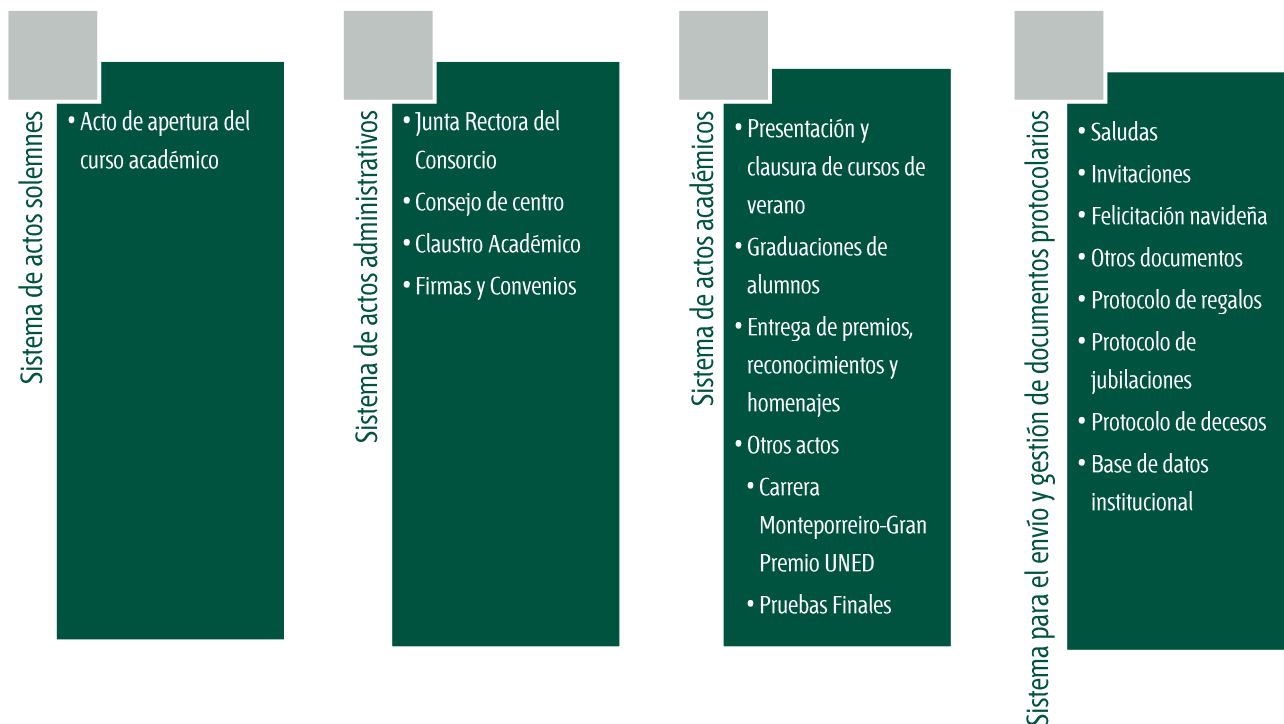 Sistema de actos solemnes
• Acto de apertura del
curso académico
Sistema de actos administrativos
• Junta Rectora del
Consorcio
• Consejo de centro
• Claustro Académico
• Firmas y Convenios
Sistema de actos académicos
• Presentación y
clausura de cursos de
verano
• Graduaciones de
alumnos
• Entrega de premios,
reconocimientos y
homenajes
• Otros actos
• Carrera
Monteporreiro-Gran
Premio UNED
• Pruebas Finales
Sistema para el envío y gestión de documentos protocolarios
• Saludas
• Invitaciones
• Felicitación navideña
• Otros documentos
• Protocolo de regalos
• Protocolo de
jubilaciones
• Protocolo de decesos
• Base de datos
institucional